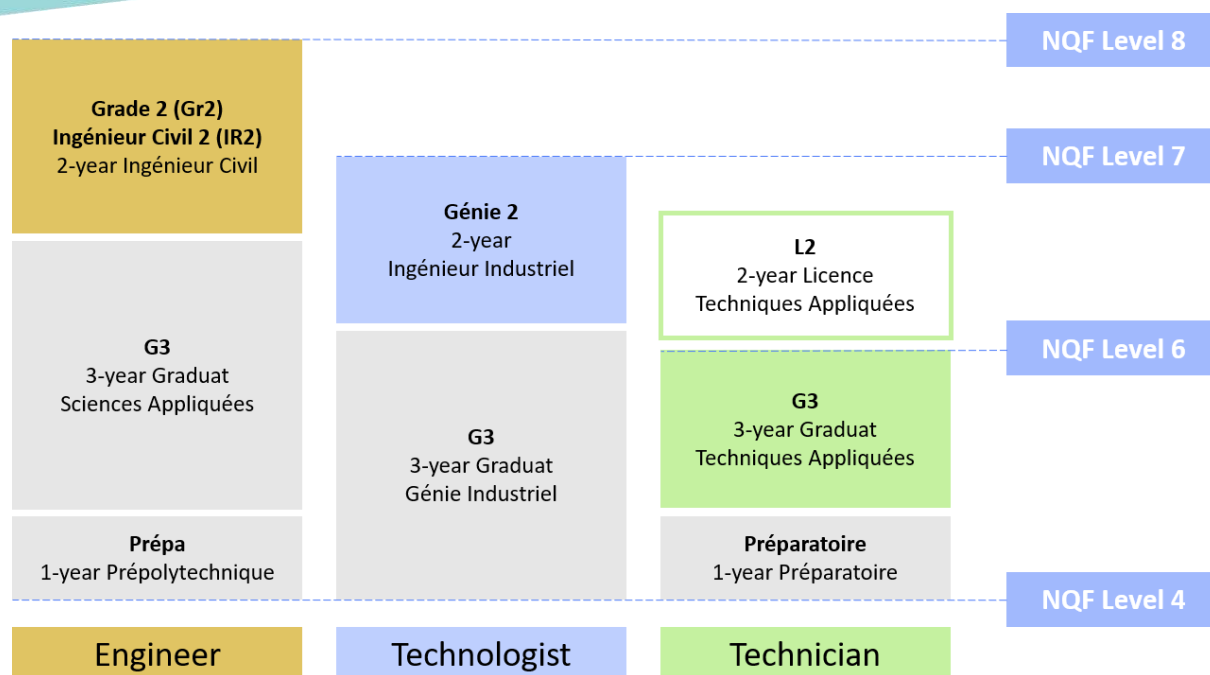 NQF Level 8
Grade 2 (Gr2)
Ingénieur Civil 2 (IR2)
2-year Ingénieur Civil
NQF Level 7
Génie 2
2-year
Ingénieur Industriel
L2
2-year Licence
Techniques Appliquées
NQF Level 6
G3
3-year Graduat
Sciences Appliquées
G3
3-year Graduat
Génie Industriel
G3
3-year Graduat
Techniques Appliquées
Prépa
1-year Prépolytechnique
Préparatoire
1-year Préparatoire
NQF Level 4
Engineer
Technologist
Technician